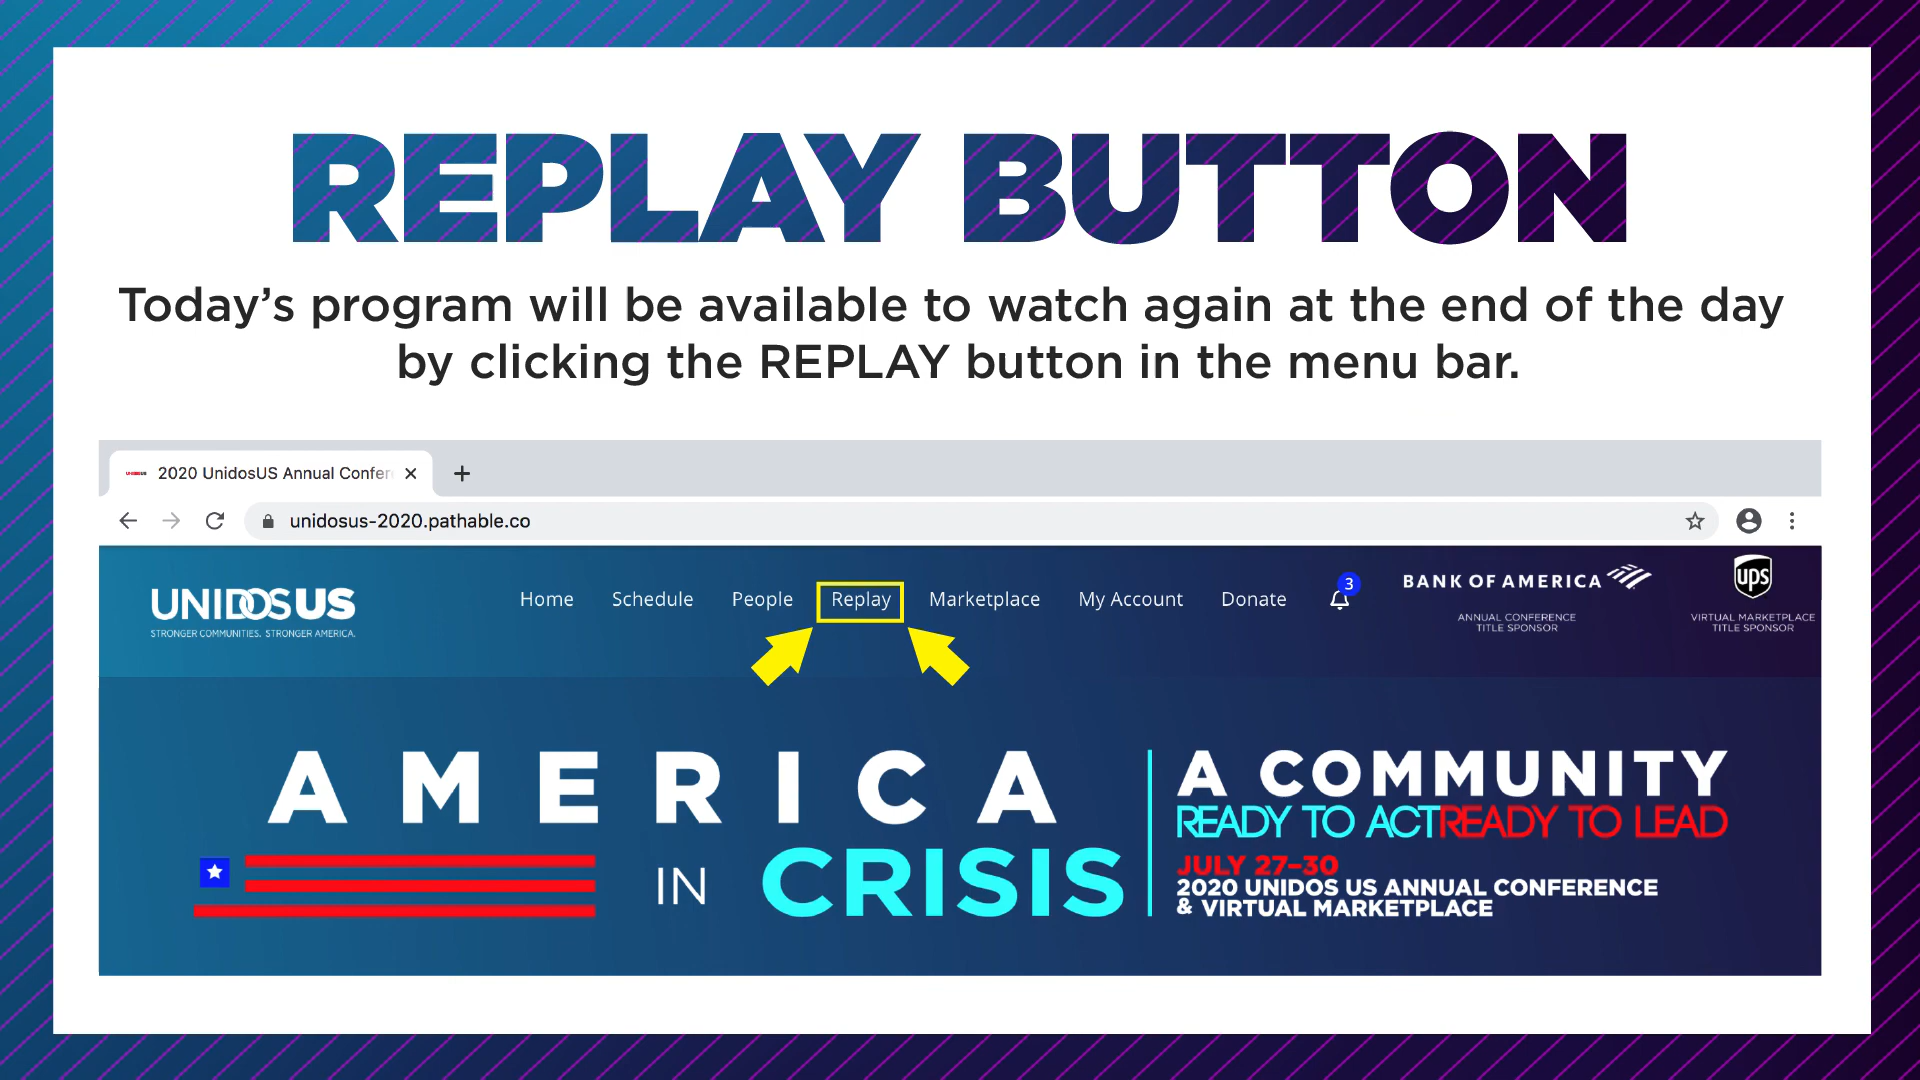 REPLAY BUTTON
Today's program will be available to watch again at the end of the day
by clicking the REPLAY button in the menu bar.
2020 UnidosUS Annual Confer
unidosus-2020.pathable.co
UNIDOSUS
STRONGER COMMUNITIES. STRONGER AMERICA.
Home Schedule People Replay Marketplace My Account Donate 3
BANK OF AMERICA
ANNUAL CONFERENCE
TITLE SPONSOR
ups
VIRTUAL MARKETPLACE
TITLE SPONSOR
AMERICA
IN CRISIS
A COMMUNITY
READY TO ACT READY TO LEAD
JULY 27-30
2020 UNIDOS US ANNUAL CONFERENCE
& VIRTUAL MARKETPLACE